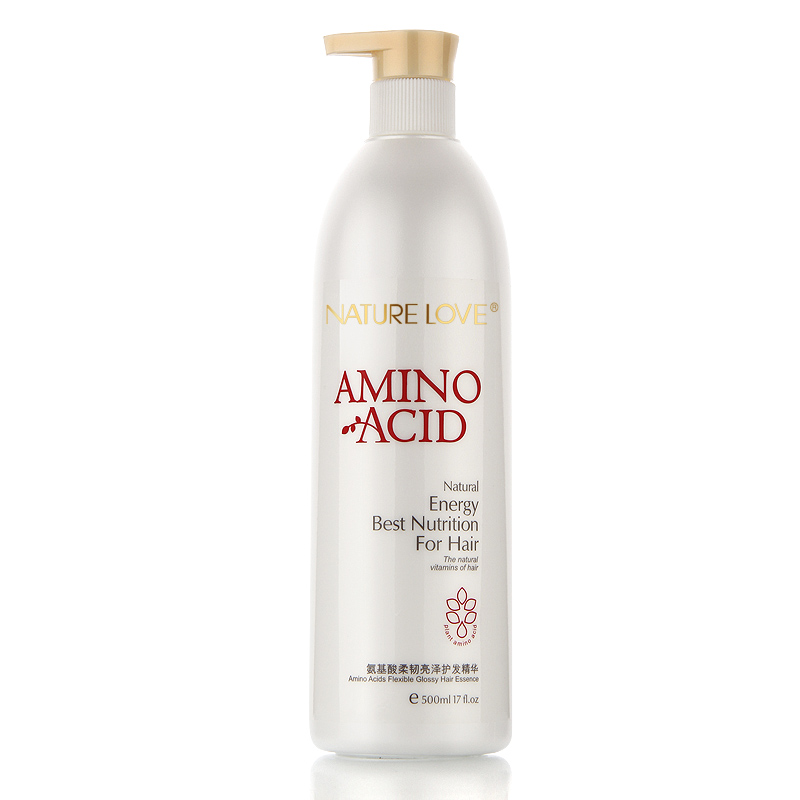 NATURE LOVE®
AMINO
ACID
Natural
Energy
Best Nutrition
For Hair
The natural
vitamins of hair
plant amino acid
氨基酸柔韧亮泽护发精华
Amino Acids Flexible Glossy Hair Essence
℮ 500ml 17 fl.oz